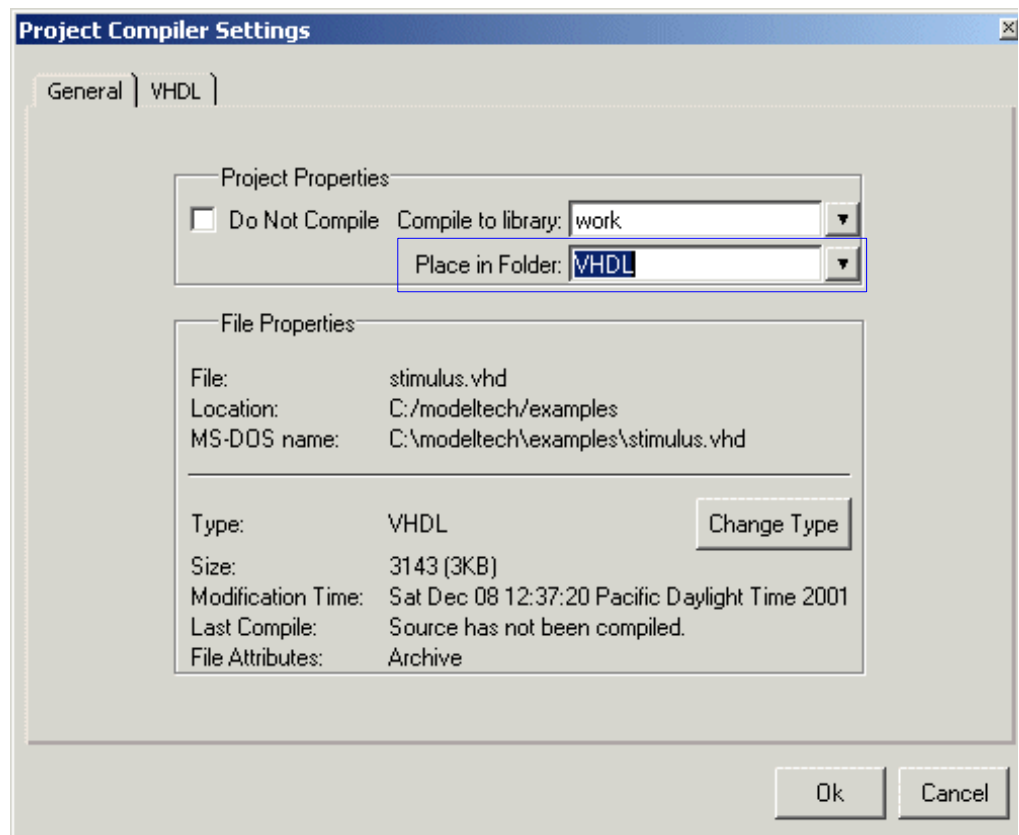 Project Compiler Settings
General VHDL
Project Properties
Do Not Compile Compile to library: work
Place in Folder: VHDL
File Properties
File: stimulus.vhd
Location: C:/modeltech/examples
MS-DOS name: C:\modeltech\examples\stimulus.vhd
Type: VHDL Change Type
Size: 3143 (3KB)
Modification Time: Sat Dec 08 12:37:20 Pacific Daylight Time 2001
Last Compile: Source has not been compiled.
File Attributes: Archive
Ok Cancel